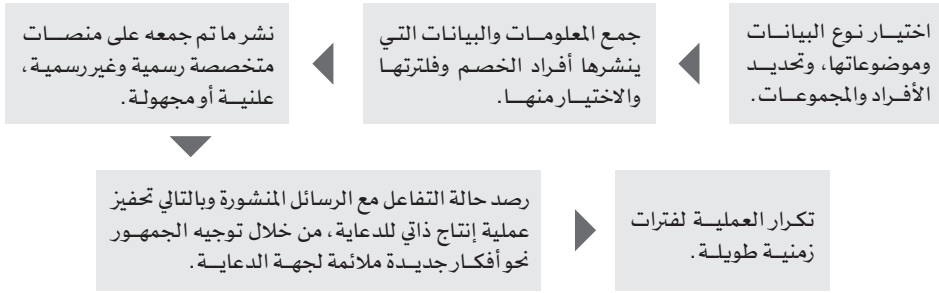 اختيار نوع البيانات
وموضوعاتها، وتحديد
الأفراد والمجموعات.
جمع المعلومات والبيانات التي
ينشرها أفراد الخصم وفلترتها
والاختيار منها.
نشر ما تم جمعه على منصات
متخصصة رسمية وغير رسمية،
علنية أو مجهولة.
رصد حالة التفاعل مع الرسائل المنشورة وبالتالي تحفيز
عملية إنتاج ذاتي للدعاية، من خلال توجيه الجمهور
نحو أفكار جديدة ملائمة لجهة الدعاية.
تكرار العملية لفترات
زمنية طويلة.